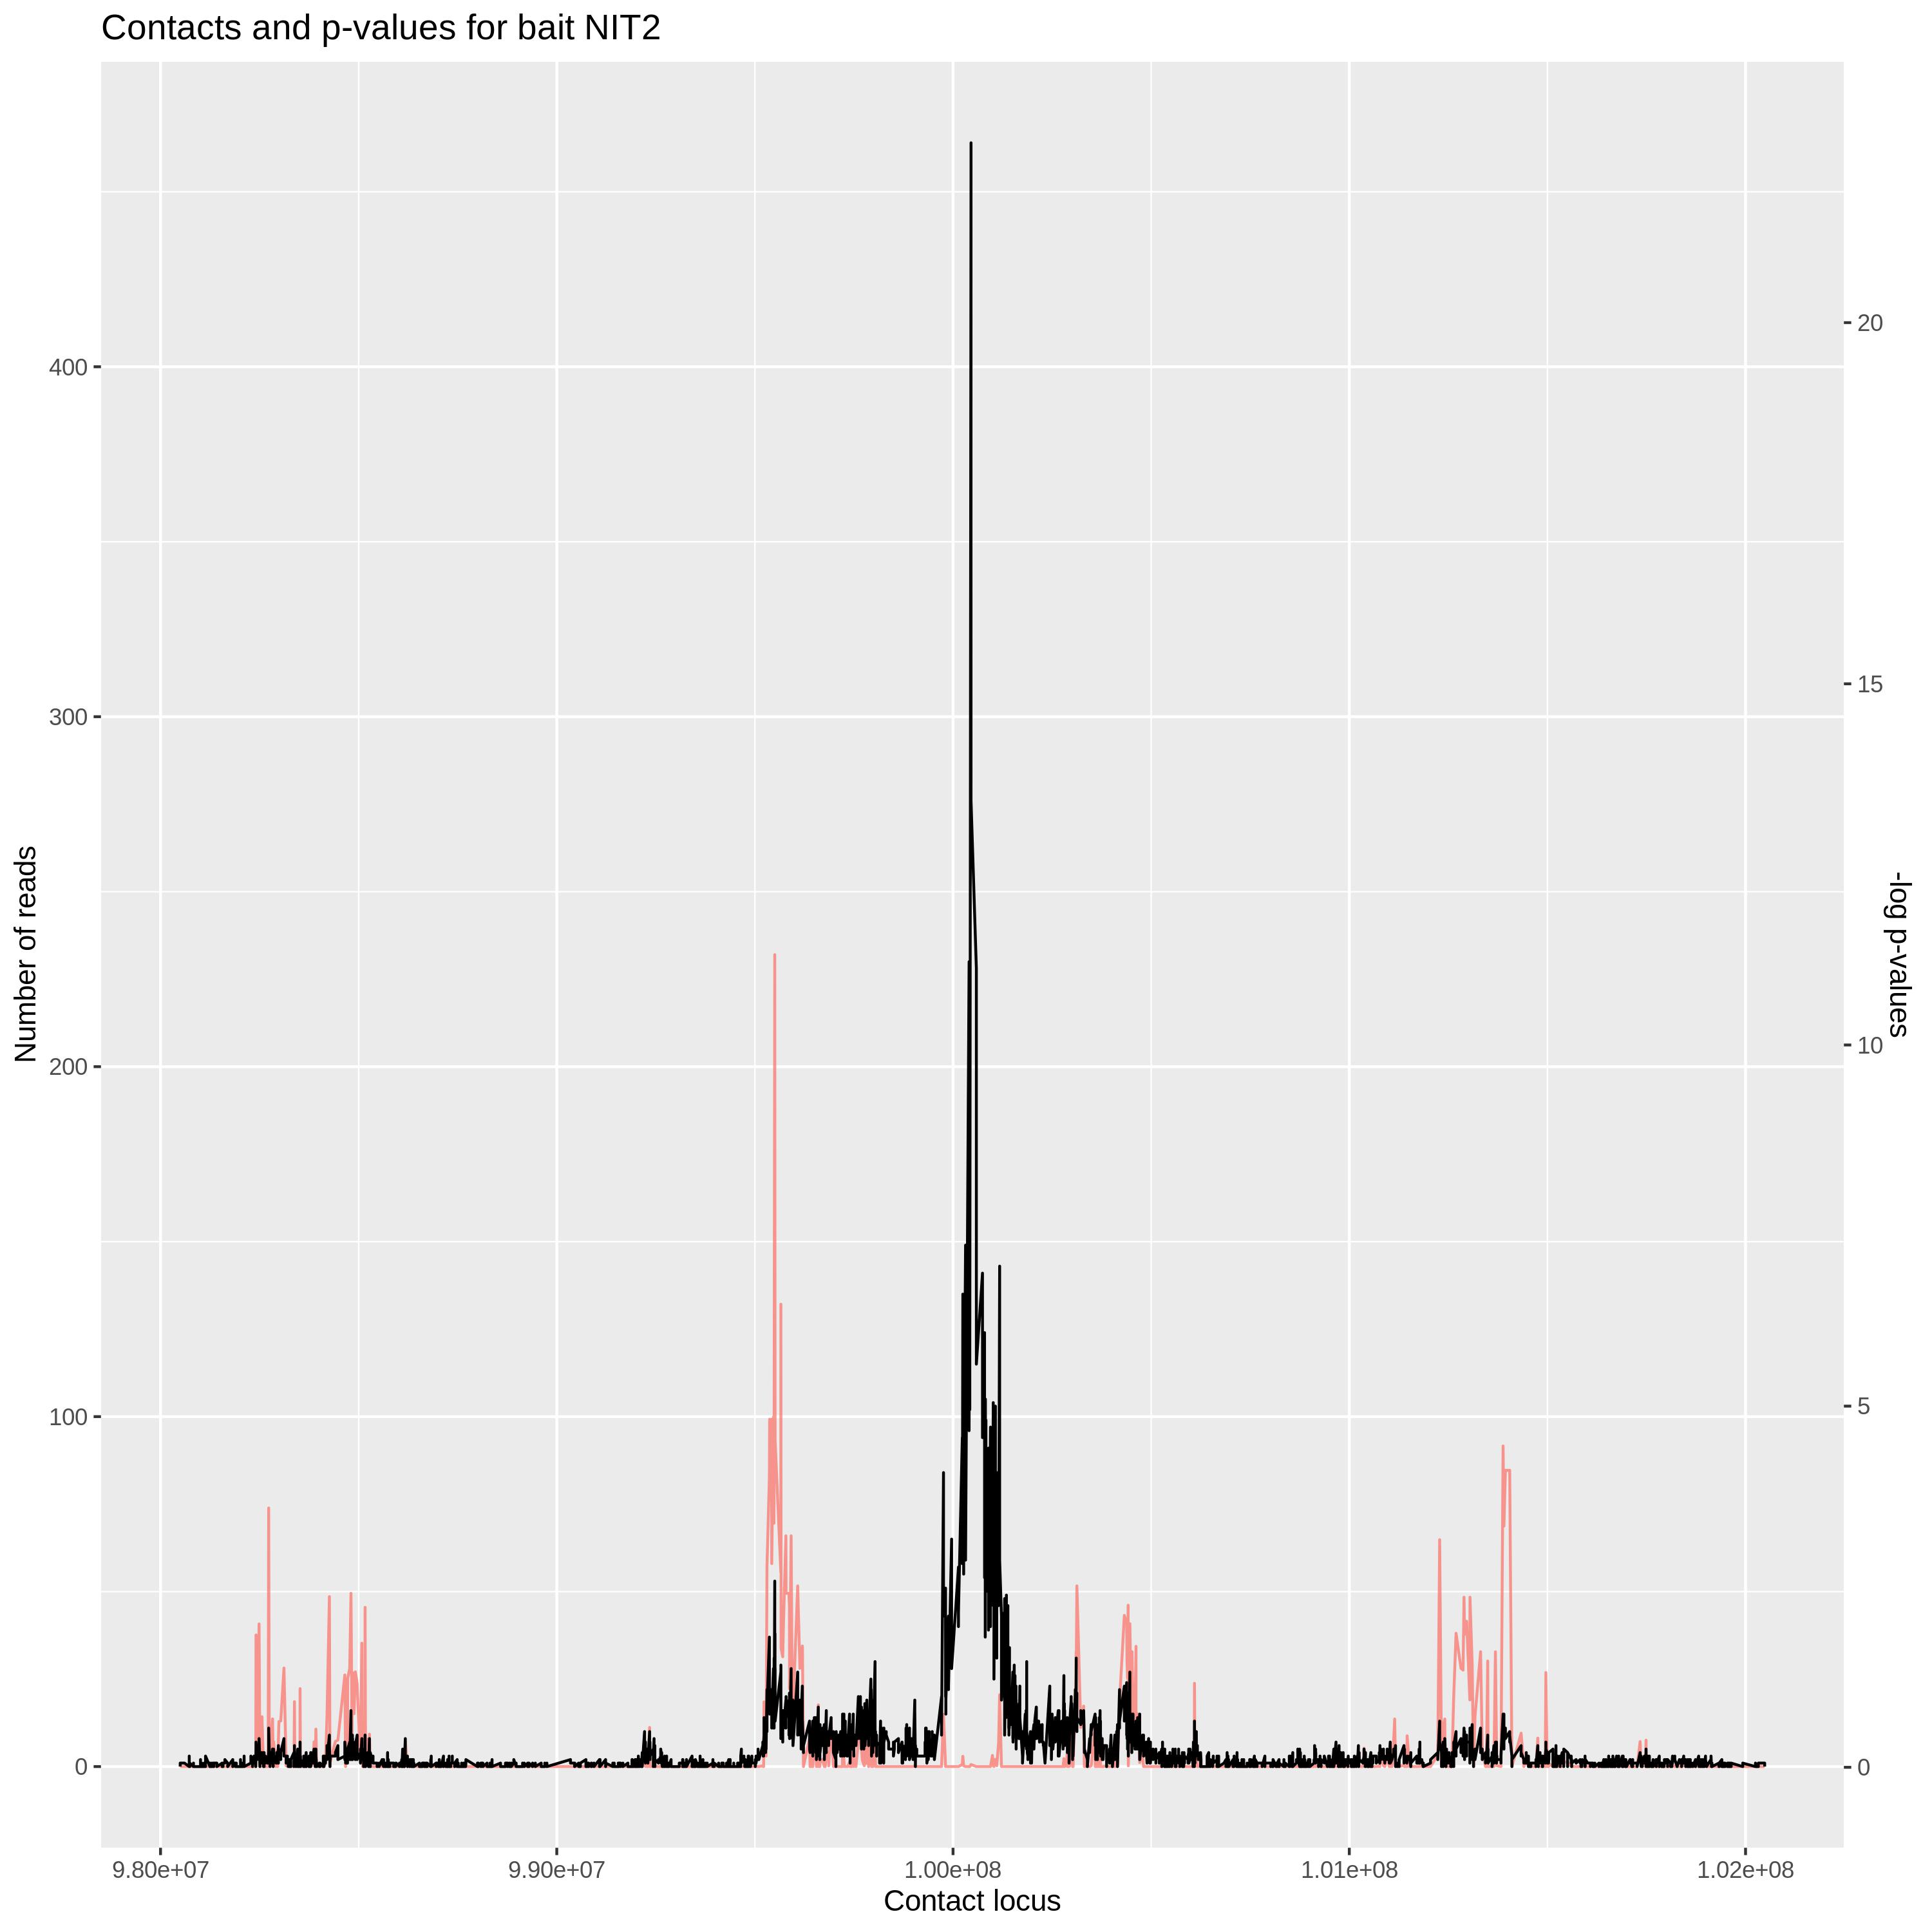 Contacts and p-values for bait NIT2
Number of reads
400
300
200
100
0
20
15
10
5
0
-log p-values
9.80e+07
9.90e+07
1.00e+08
1.01e+08
1.02e+08
Contact locus